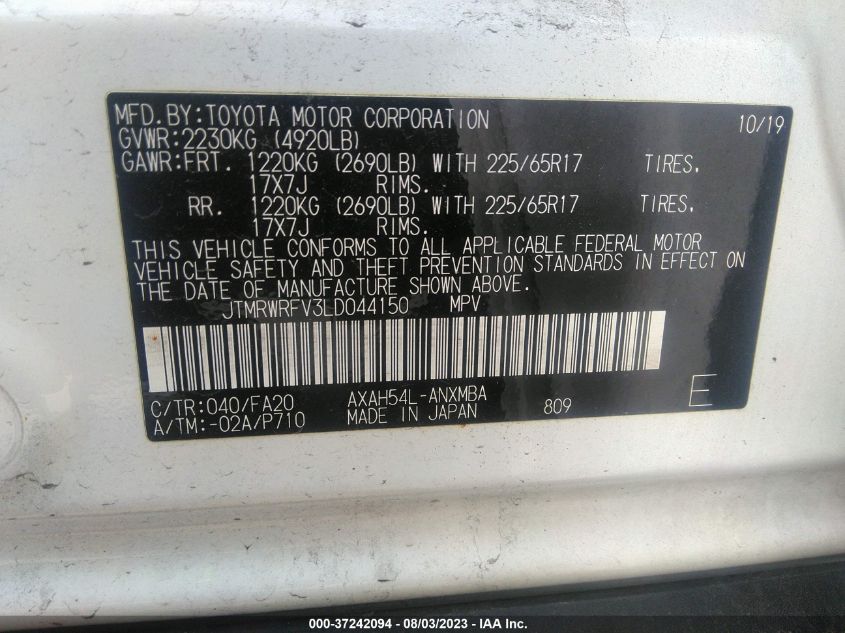 MFD.BY:TOYOTA MOTOR CORPORATION 10/19
GVWR:2230KG (4920LB)
GAWR:FRT. 1220KG (2690LB) WITH 225/65R17 TIRES,
17X7J RIMS.
RR. 1220KG (2690LB) WITH 225/65R17 TIRES,
17X7J RIMS.
THIS VEHICLE CONFORMS TO ALL APPLICABLE FEDERAL MOTOR
VEHICLE SAFETY AND THEFT PREVENTION STANDARDS IN EFFECT ON
THE DATE OF MANUFACTURE SHOWN ABOVE.
JTMRWRFV3LD044150 MPV
C/TR:040/FA20 AXAH54L-ANXMBA
A/TM:-02A/P710 MADE IN JAPAN 809 E
000-37242094 - 08/03/2023 - IAA Inc.